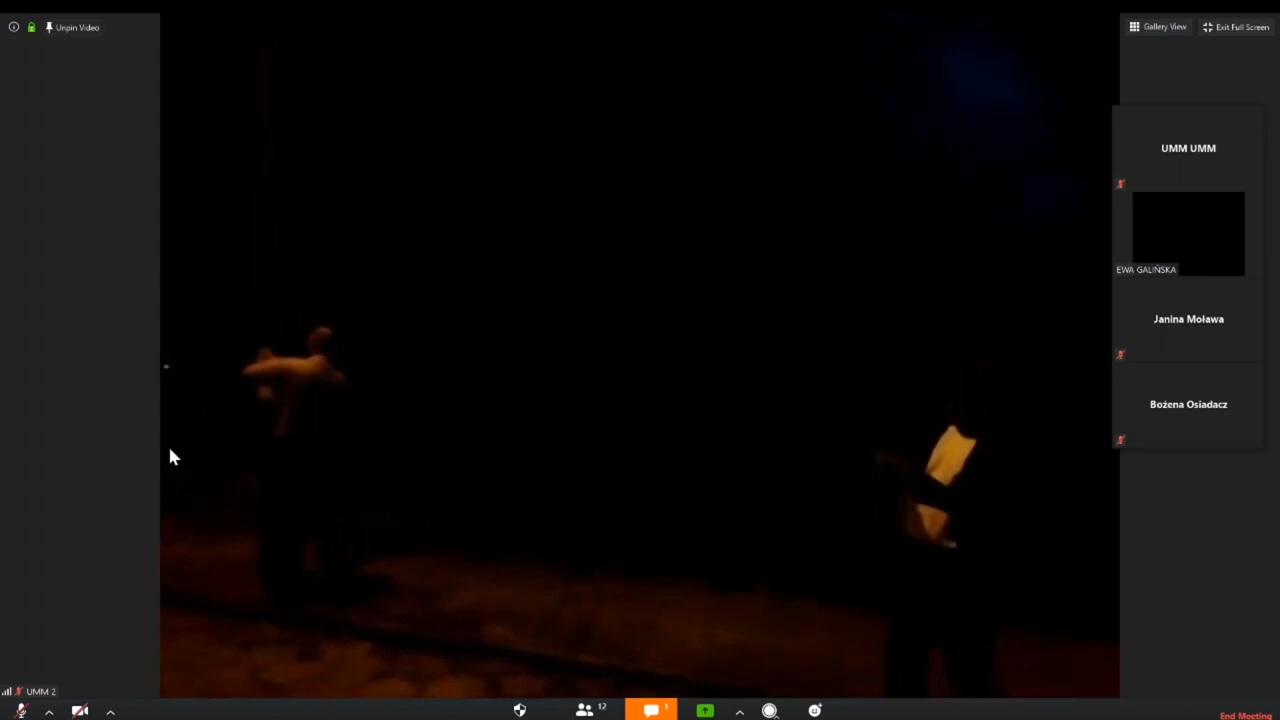 Unpin Video
Gallery View
Exit Full Screen
UMM UMM
EWA GALIŃSKA
Janina Moława
Bożena Osiadacz
UMM 2
12
1
End Meeting